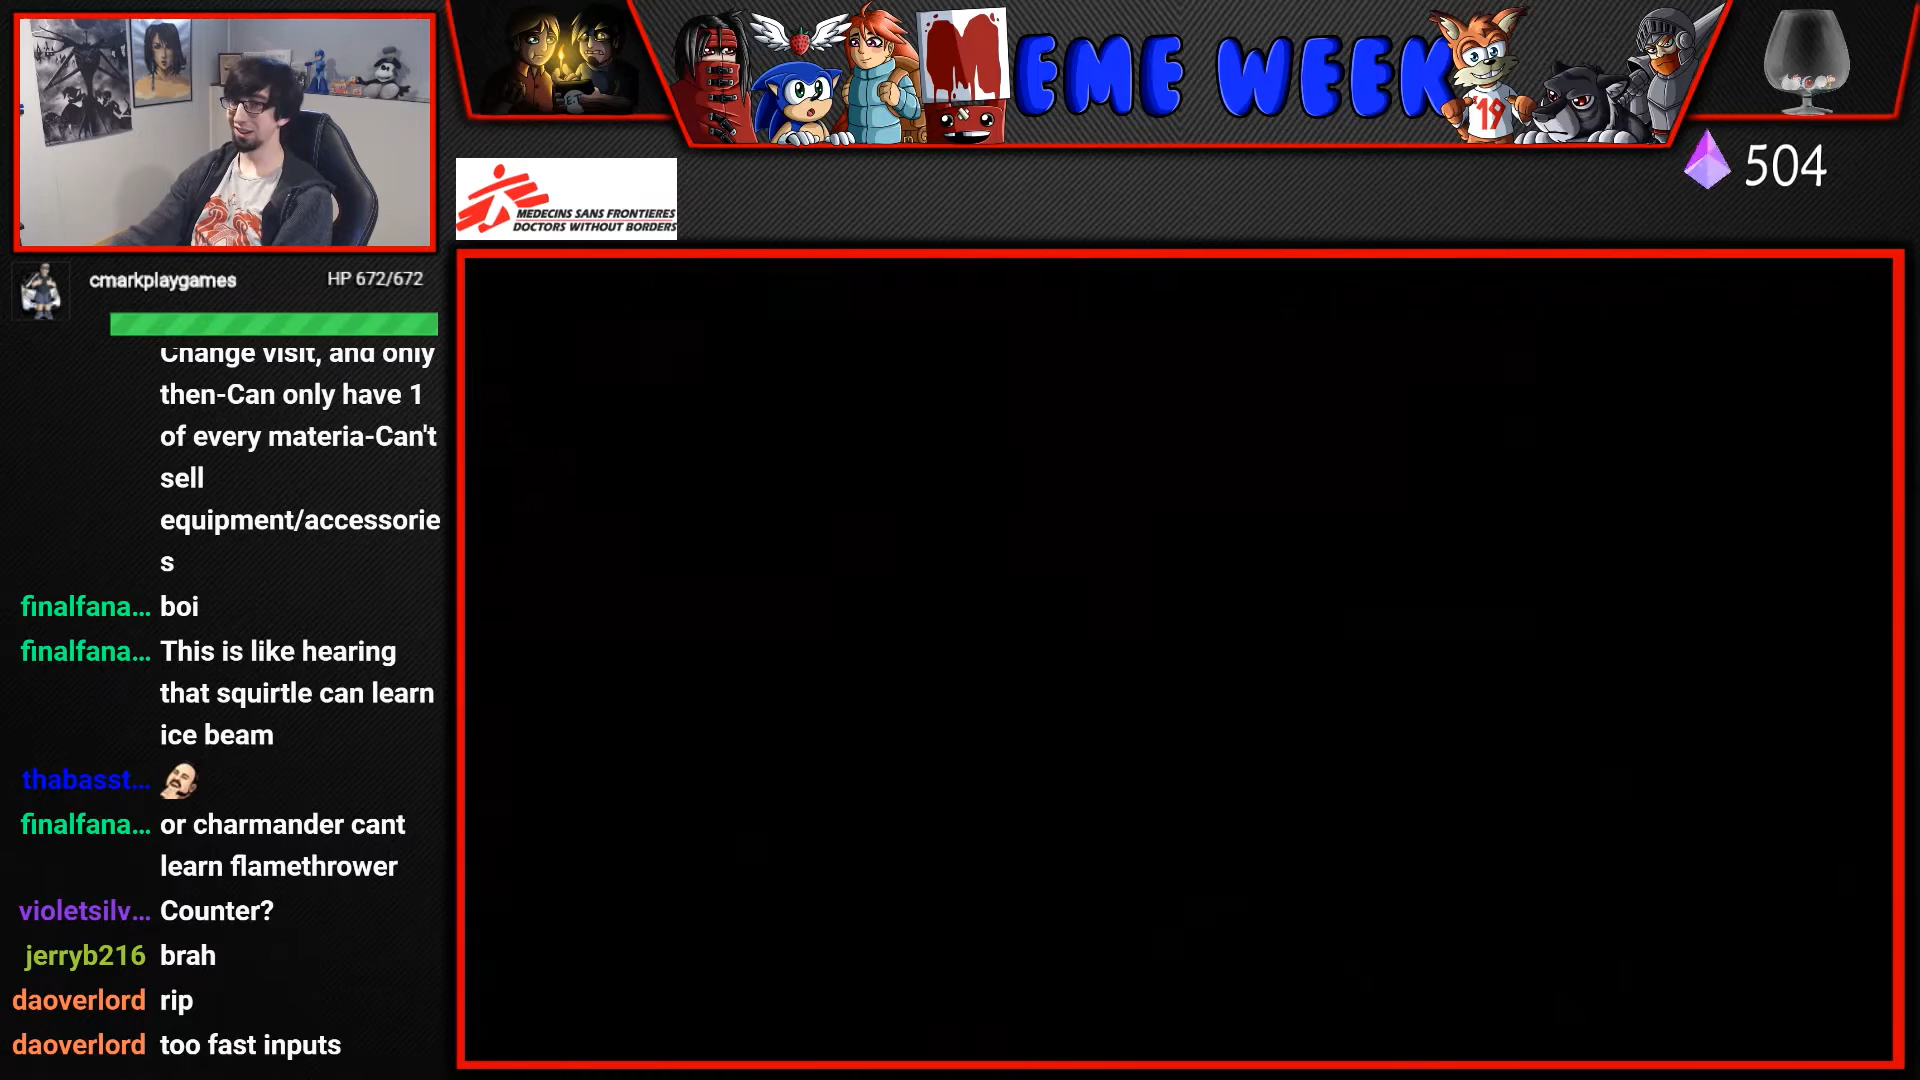 MEME WEEK
'19
504
MEDECINS SANS FRONTIERES
DOCTORS WITHOUT BORDERS
cmarkplaygames HP 672/672
Change visit, and only
then-Can only have 1
of every materia-Can't
sell
equipment/accessorie
s
finalfana... boi
finalfana... This is like hearing
that squirtle can learn
ice beam
thabasst...
finalfana... or charmander cant
learn flamethrower
violetsilv... Counter?
jerryb216 brah
daoverlord rip
daoverlord too fast inputs